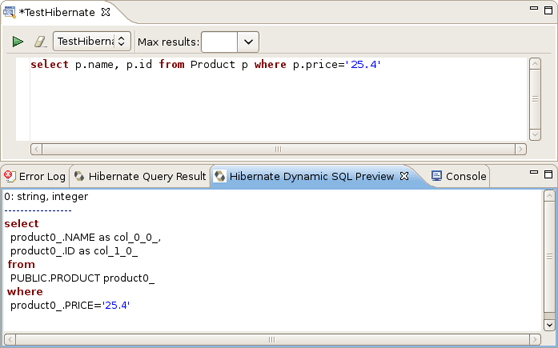 *TestHibernate
TestHiberna Max results:
select p.name, p.id from Product p where p.price='25.4'
Error Log Hibernate Query Result Hibernate Dynamic SQL Preview Console
0: string, integer
-----------------
select
product0_.NAME as col_0_0_,
product0_.ID as col_1_0_
from
PUBLIC.PRODUCT product0_
where
product0_.PRICE='25.4'